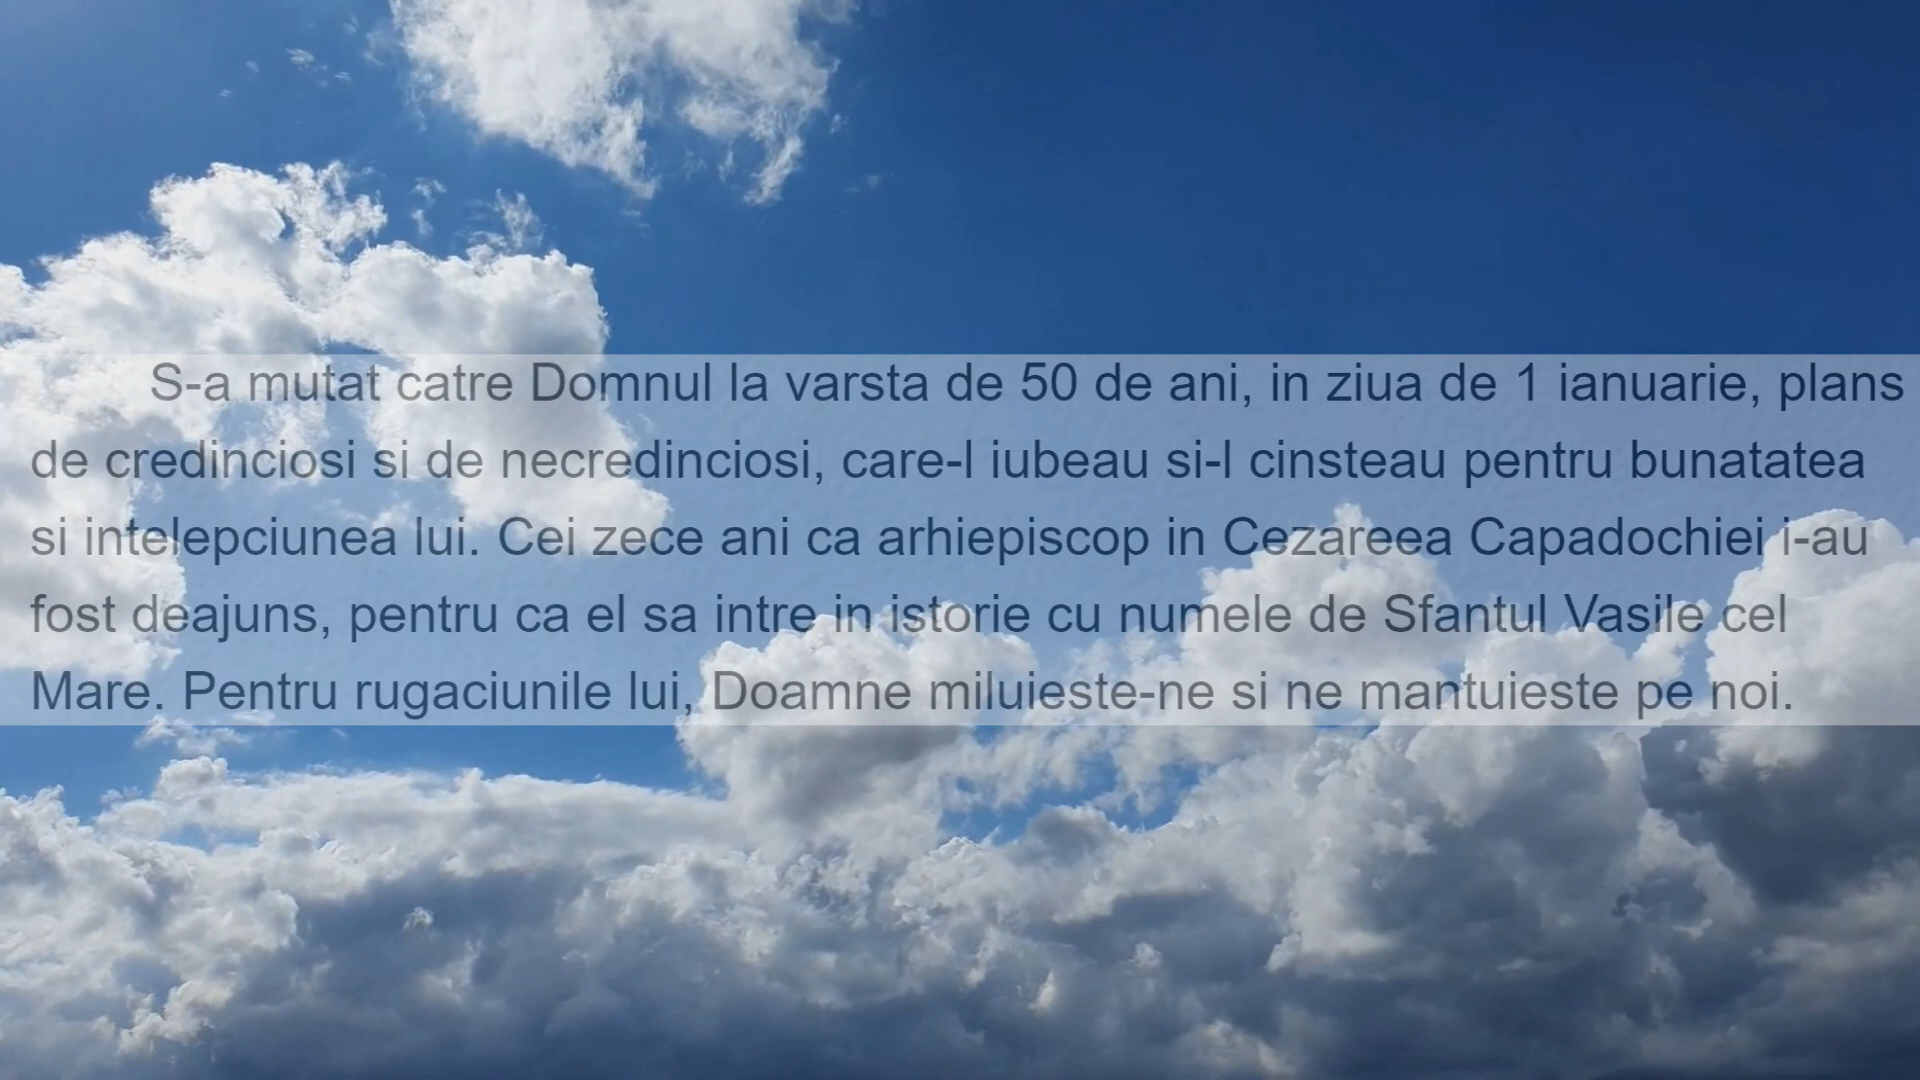 S-a mutat catre Domnul la varsta de 50 de ani, in ziua de 1 ianuarie, plans
de credinciosi si de necredinciosi, care-l iubeau si-l cinsteau pentru bunatatea
si intelepciunea lui. Cei zece ani ca arhiepiscop in Cezareea Capadochiei i-au
fost deajuns, pentru ca el sa intre in istorie cu numele de Sfantul Vasile cel
Mare. Pentru rugaciunile lui, Doamne miluieste-ne si ne mantuieste pe noi.